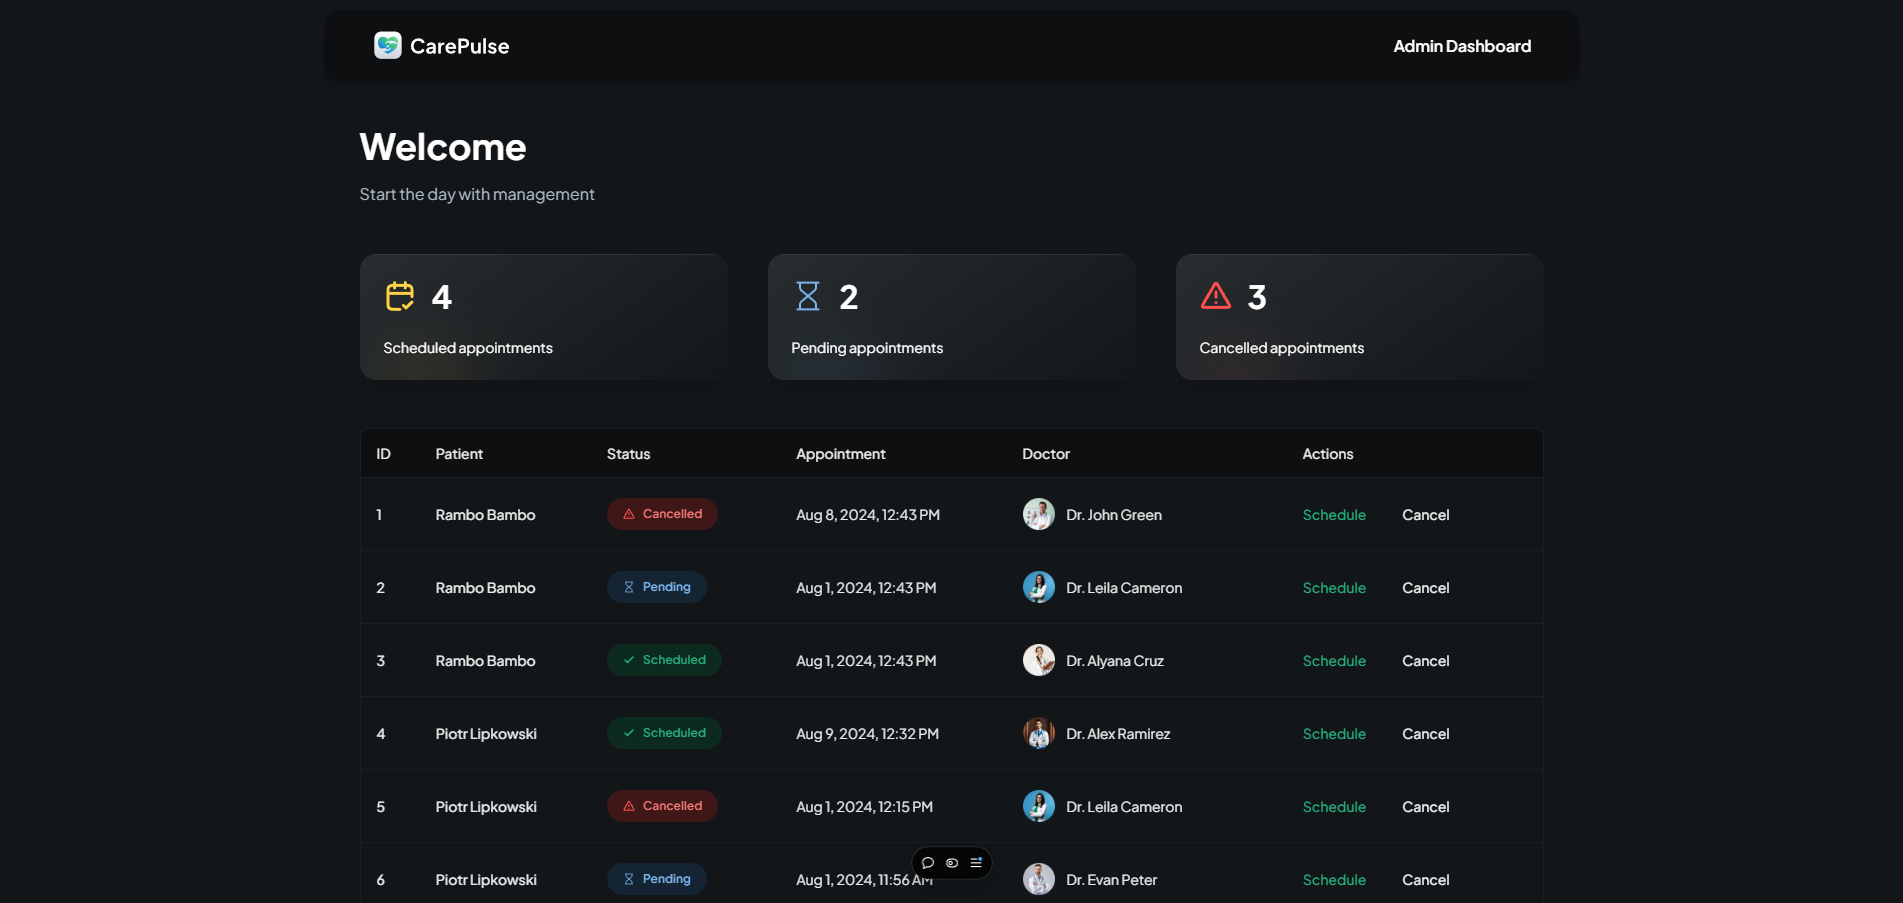 CarePulse
Admin Dashboard
Welcome
Start the day with management
4
Scheduled appointments
2
Pending appointments
3
Cancelled appointments
ID Patient Status Appointment Doctor Actions
1 Rambo Bambo Cancelled Aug 8, 2024, 12:43 PM Dr. John Green Schedule Cancel
2 Rambo Bambo Pending Aug 1, 2024, 12:43 PM Dr. Leila Cameron Schedule Cancel
3 Rambo Bambo Scheduled Aug 1, 2024, 12:43 PM Dr. Alyana Cruz Schedule Cancel
4 Piotr Lipkowski Scheduled Aug 9, 2024, 12:32 PM Dr. Alex Ramirez Schedule Cancel
5 Piotr Lipkowski Cancelled Aug 1, 2024, 12:15 PM Dr. Leila Cameron Schedule Cancel
6 Piotr Lipkowski Pending Aug 1, 2024, 11:56 AM Dr. Evan Peter Schedule Cancel